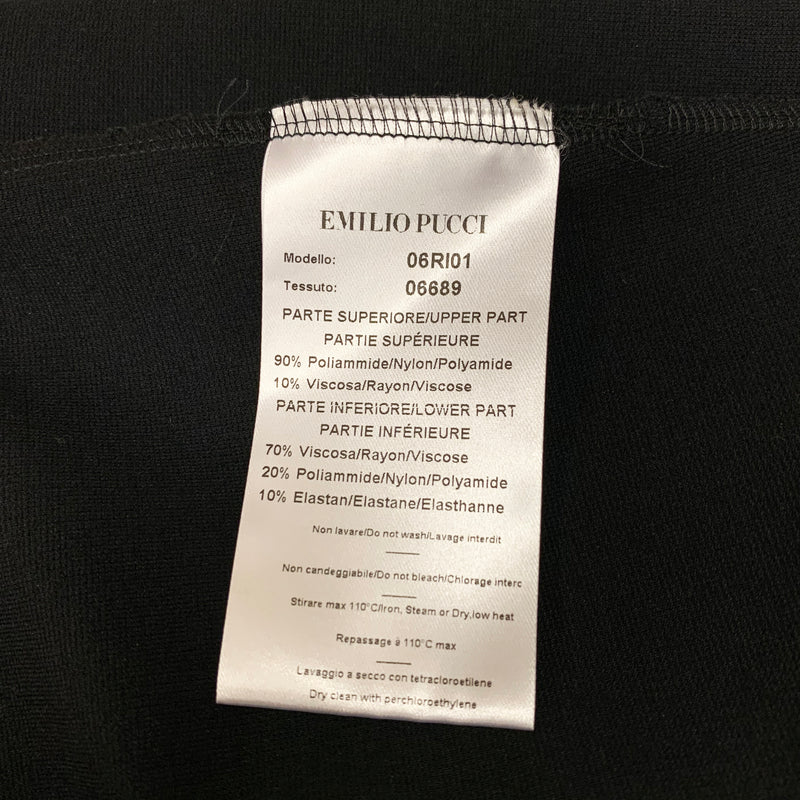 EMILIO PUCCI
Modello: 06RI01
Tessuto: 06689
PARTE SUPERIORE/UPPER PART
PARTIE SUPÉRIEURE
90% Poliammide/Nylon/Polyamide
10% Viscosa/Rayon/Viscose
PARTE INFERIORE/LOWER PART
PARTIE INFÉRIEURE
70% Viscosa/Rayon/Viscose
20% Poliammide/Nylon/Polyamide
10% Elastan/Elastane/Elasthanne
Non lavare/Do not wash/Lavage interdit
Non candeggiabile/Do not bleach/Chlorage interc
Stirare max 110°C/Iron, Steam or Dry,low heat
Repassage à 110°C max
Lavaggio a secco con tetracloroetilene
Dry clean with perchloroethylene